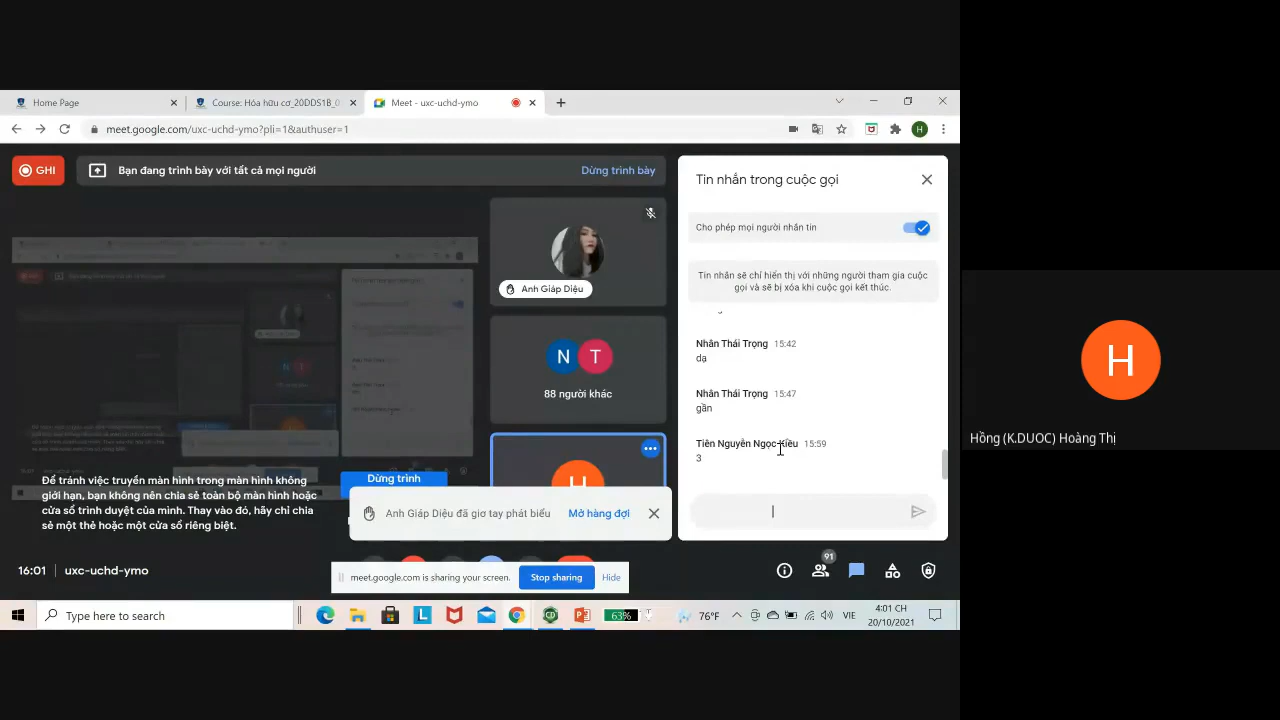 Home Page
Course: Hóa hữu cơ_20DDS1B_0
Meet - uxc-uchd-ymo
meet.google.com/uxc-uchd-ymo?pli=1&authuser=1
H
GHI
Bạn đang trình bày với tất cả mọi người
Dừng trình bày
Tin nhắn trong cuộc gọi
Cho phép mọi người nhắn tin
Tin nhắn sẽ chỉ hiển thị với những người tham gia cuộc
gọi và sẽ bị xóa khi cuộc gọi kết thúc.
Anh Giáp Diệu
N T
88 người khác
H
Nhân Thái Trọng 15:42
dạ
Nhân Thái Trọng 15:47
gần
Tiên Nguyễn Ngọc Kiều 15:59
3
Để tránh việc truyền màn hình trong màn hình không
giới hạn, bạn không nên chia sẻ toàn bộ màn hình hoặc
cửa sổ trình duyệt của mình. Thay vào đó, hãy chỉ chia
sẻ một thẻ hoặc một cửa sổ riêng biệt.
Dừng trình
Anh Giáp Diệu đã giơ tay phát biểu
Mở hàng đợi
16:01 | uxc-uchd-ymo
meet.google.com is sharing your screen.
Stop sharing
Hide
91
Type here to search
63%
76°F
VIE
4:01 CH
20/10/2021
H
Hồng (K.DUOC) Hoàng Thị